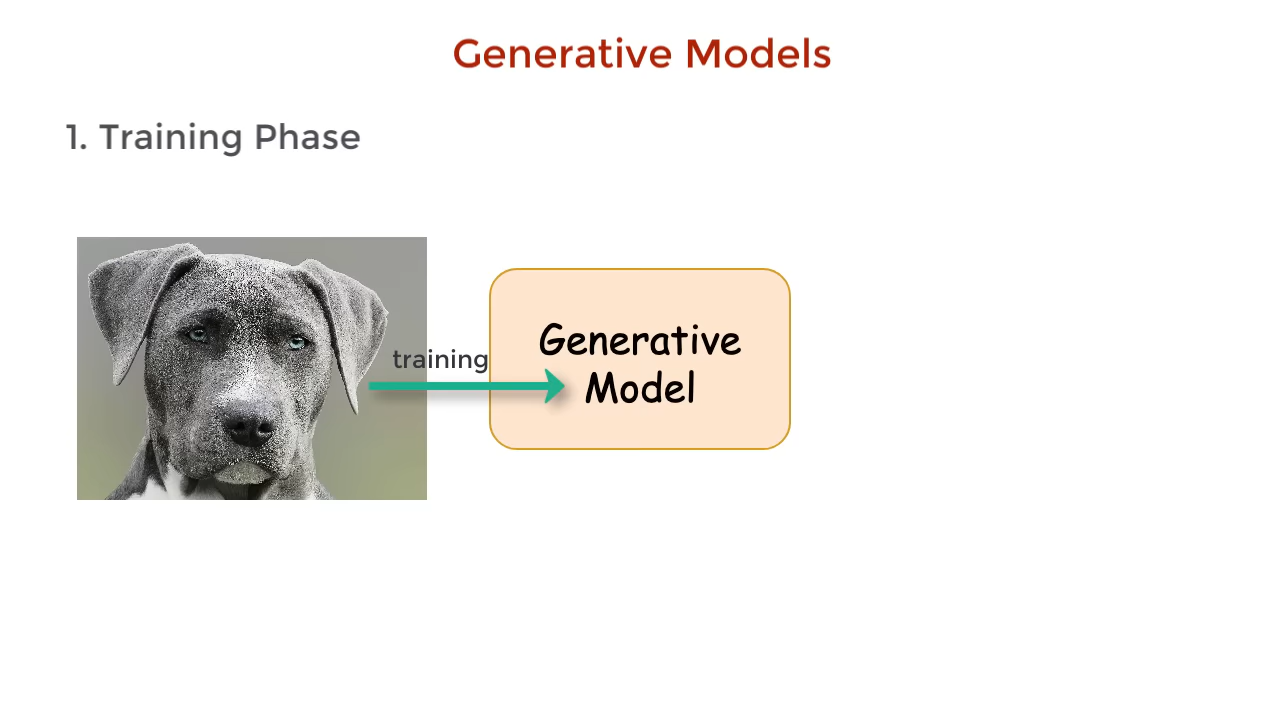 Generative Models
1. Training Phase
training
Generative
Model